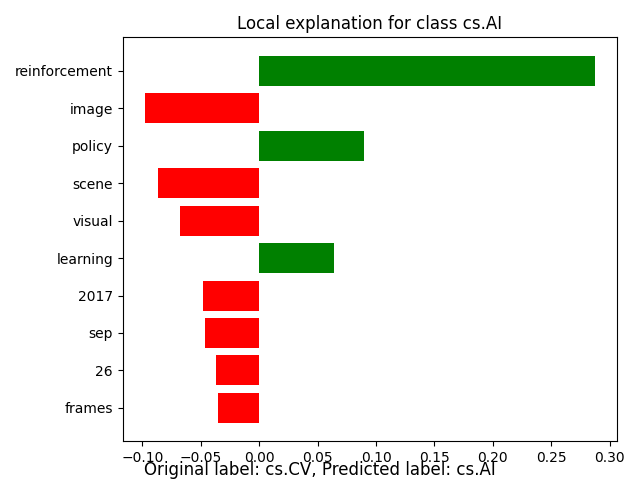 Local explanation for class cs.AI
reinforcement
image
policy
scene
visual
learning
2017
sep
26
frames
−0.10 −0.05 0.00 0.05 0.10 0.15 0.20 0.25 0.30
Original label: cs.CV, Predicted label: cs.AI